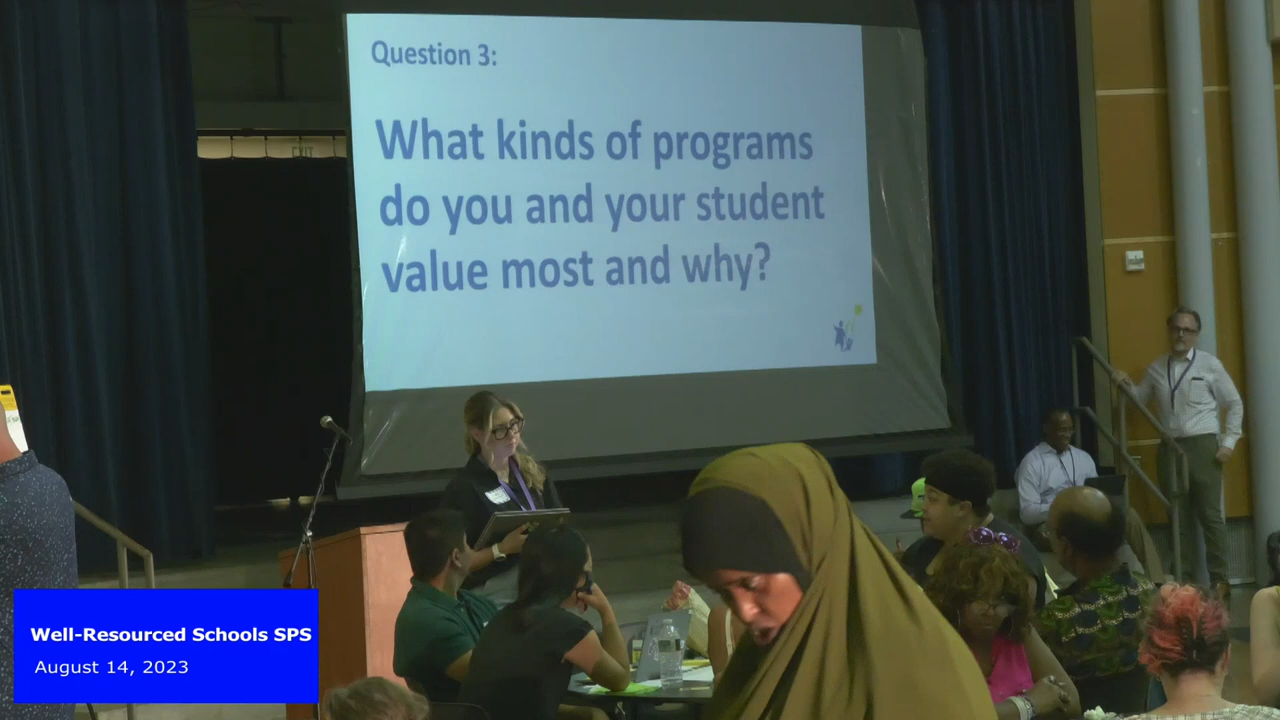 Question 3:
What kinds of programs
do you and your student
value most and why?
EXIT
Well-Resourced Schools SPS
August 14, 2023